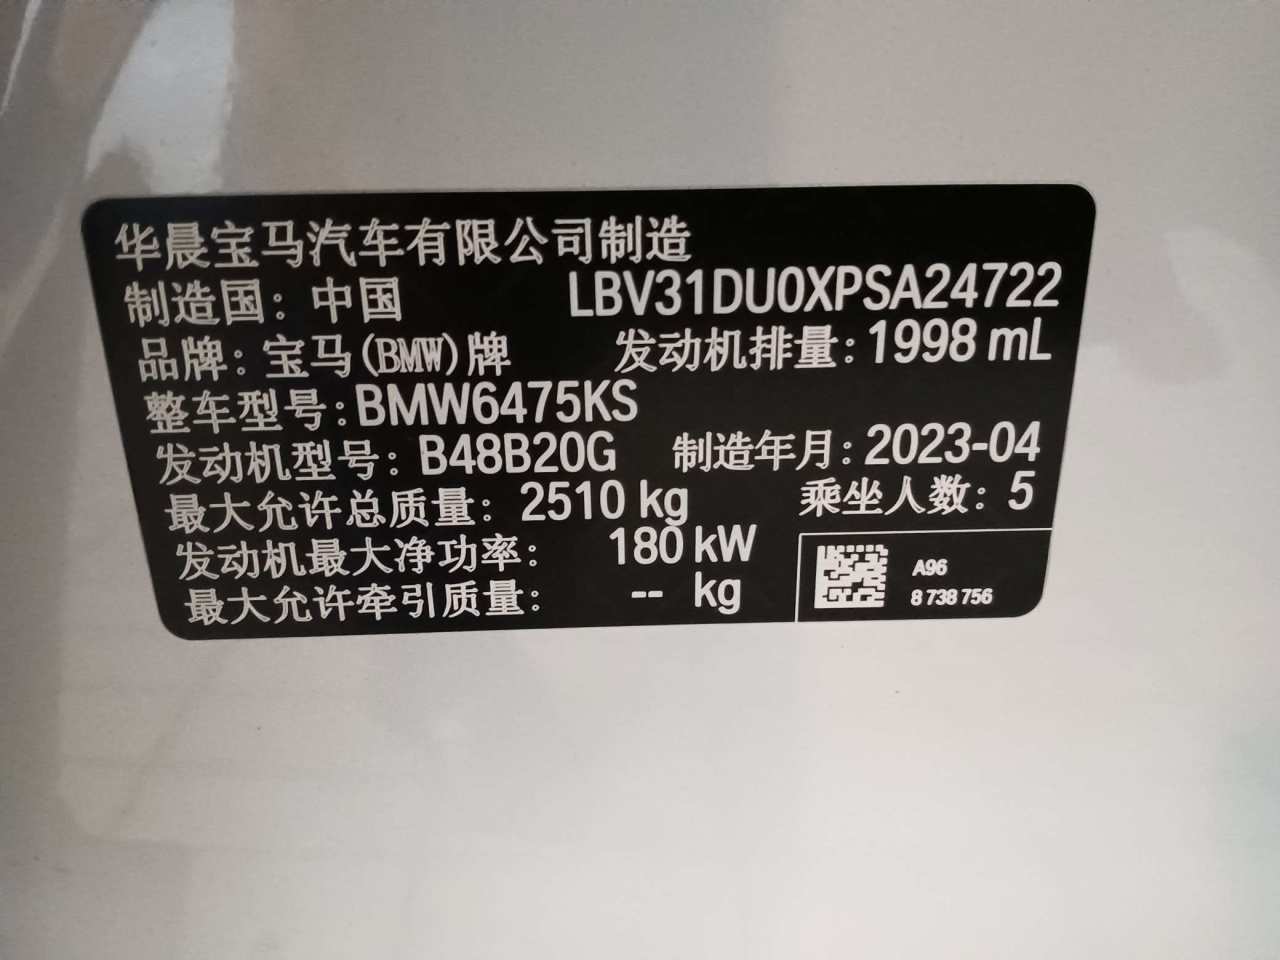 华晨宝马汽车有限公司制造
制造国：中国 LBV31DU0XPSA24722
品牌：宝马(BMW)牌 发动机排量：1998 mL
整车型号：BMW6475KS
发动机型号：B48B20G 制造年月：2023-04
最大允许总质量：2510 kg 乘坐人数：5
发动机最大净功率：180 kW
最大允许牵引质量：-- kg
A96
8 738 756